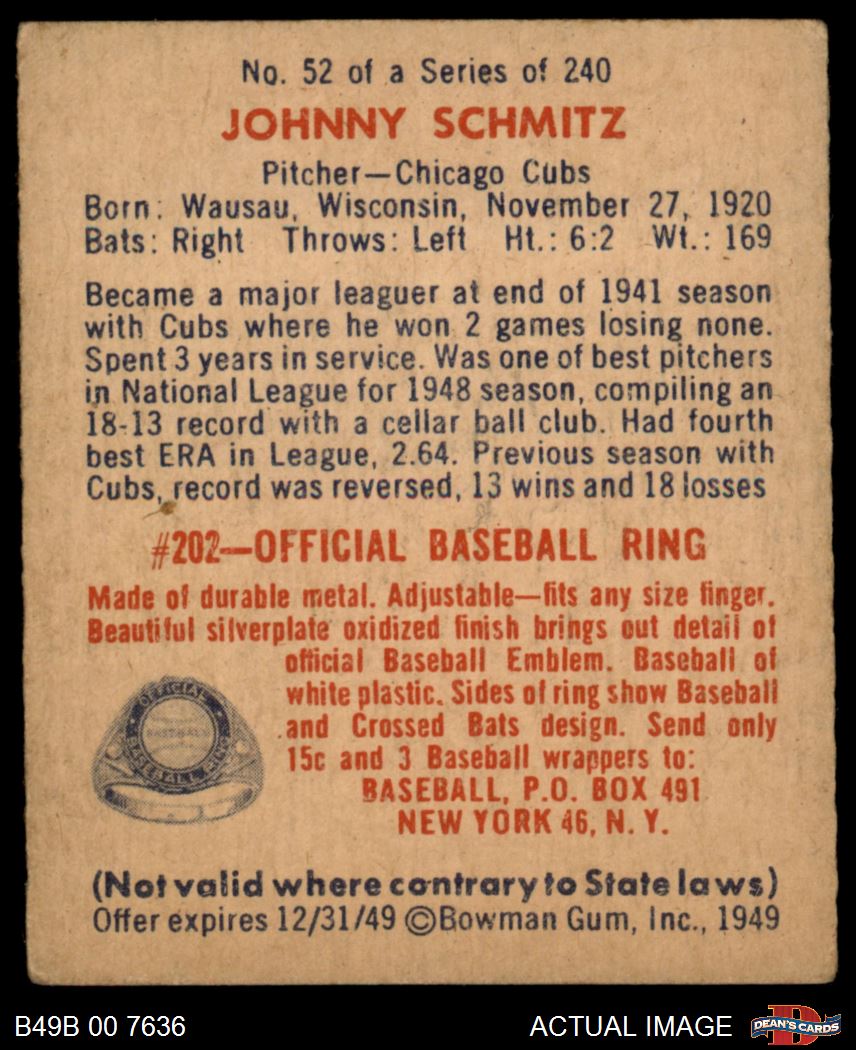 No. 52 of a Series of 240
JOHNNY SCHMITZ
Pitcher—Chicago Cubs
Born: Wausau, Wisconsin, November 27, 1920
Bats: Right Throws: Left Ht.: 6:2 Wt.: 169
Became a major leaguer at end of 1941 season
with Cubs where he won 2 games losing none.
Spent 3 years in service. Was one of best pitchers
in National League for 1948 season, compiling an
18-13 record with a cellar ball club. Had fourth
best ERA in League, 2.64. Previous season with
Cubs, record was reversed, 13 wins and 18 losses
#202—OFFICIAL BASEBALL RING
Made of durable metal. Adjustable—fits any size finger.
Beautiful silverplate oxidized finish brings out detail of
official Baseball Emblem. Baseball of
white plastic. Sides of ring show Baseball
and Crossed Bats design. Send only
15c and 3 Baseball wrappers to:
BASEBALL, P.O. BOX 491
NEW YORK 46, N. Y.
OFFICIAL
BASEBALL
BASEBALL RING
(Not valid where contrary to State laws)
Offer expires 12/31/49 ©Bowman Gum, Inc., 1949
B49B 00 7636
ACTUAL IMAGE
D
DEAN'S CARDS